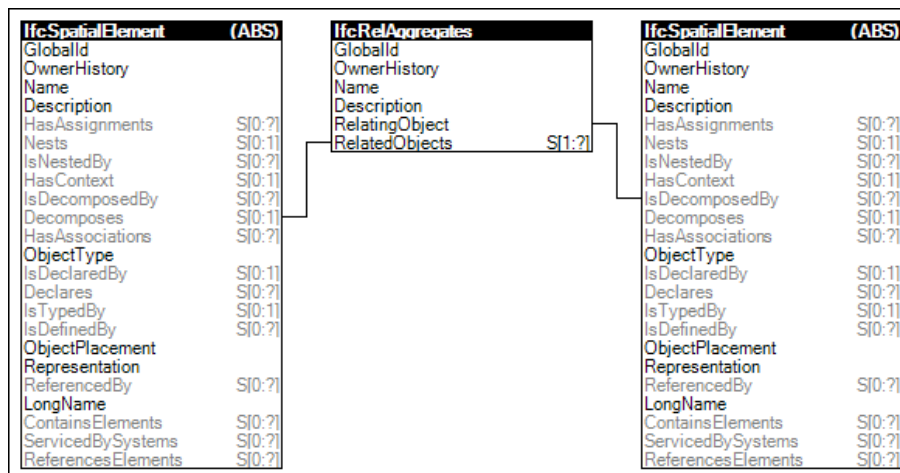 IfcSpatialElement (ABS)
GlobalId
OwnerHistory
Name
Description
HasAssignments S[0:?]
Nests S[0:1]
IsNestedBy S[0:?]
HasContext S[0:1]
IsDecomposedBy S[0:?]
Decomposes S[0:1]
HasAssociations S[0:?]
ObjectType
IsDeclaredBy S[0:1]
Declares S[0:?]
IsTypedBy S[0:1]
IsDefinedBy S[0:?]
ObjectPlacement
Representation
ReferencedBy S[0:?]
LongName
ContainsElements S[0:?]
ServicedBySystems S[0:?]
ReferencesElements S[0:?]
IfcRelAggregates
GlobalId
OwnerHistory
Name
Description
RelatingObject
RelatedObjects S[1:?]
IfcSpatialElement (ABS)
GlobalId
OwnerHistory
Name
Description
HasAssignments S[0:?]
Nests S[0:1]
IsNestedBy S[0:?]
HasContext S[0:1]
IsDecomposedBy S[0:?]
Decomposes S[0:1]
HasAssociations S[0:?]
ObjectType
IsDeclaredBy S[0:1]
Declares S[0:?]
IsTypedBy S[0:1]
IsDefinedBy S[0:?]
ObjectPlacement
Representation
ReferencedBy S[0:?]
LongName
ContainsElements S[0:?]
ServicedBySystems S[0:?]
ReferencesElements S[0:?]